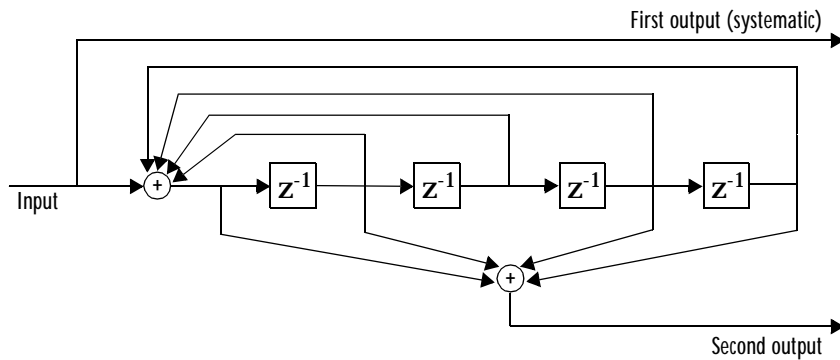 First output (systematic)
+
z-1
z-1
z-1
z-1
Input
+
Second output